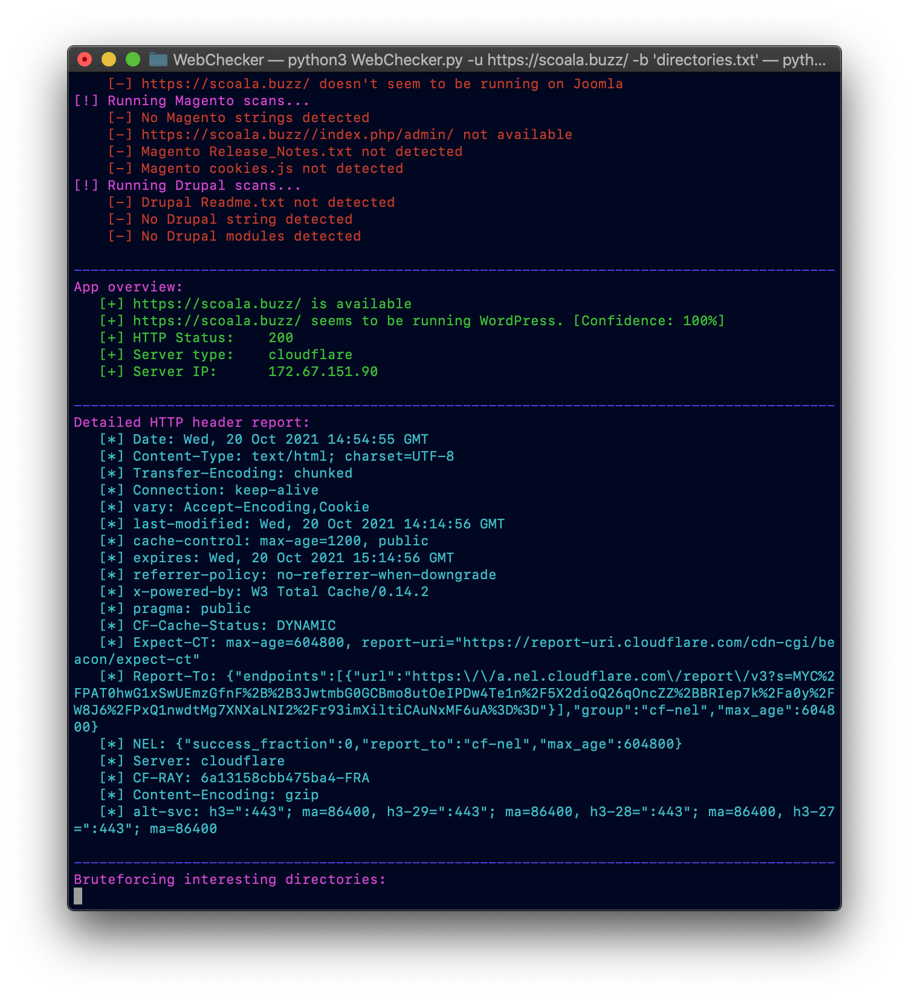 WebChecker — python3 WebChecker.py -u https://scoala.buzz/ -b 'directories.txt' — pyth...
[-] https://scoala.buzz/ doesn't seem to be running on Joomla
[!] Running Magento scans...
[-] No Magento strings detected
[-] https://scoala.buzz//index.php/admin/ not available
[-] Magento Release_Notes.txt not detected
[-] Magento cookies.js not detected
[!] Running Drupal scans...
[-] Drupal Readme.txt not detected
[-] No Drupal string detected
[-] No Drupal modules detected
App overview:
[+] https://scoala.buzz/ is available
[+] https://scoala.buzz/ seems to be running WordPress. [Confidence: 100%]
[+] HTTP Status:    200
[+] Server type:    cloudflare
[+] Server IP:      172.67.151.90
Detailed HTTP header report:
[*] Date: Wed, 20 Oct 2021 14:54:55 GMT
[*] Content-Type: text/html; charset=UTF-8
[*] Transfer-Encoding: chunked
[*] Connection: keep-alive
[*] vary: Accept-Encoding,Cookie
[*] last-modified: Wed, 20 Oct 2021 14:14:56 GMT
[*] cache-control: max-age=1200, public
[*] expires: Wed, 20 Oct 2021 15:14:56 GMT
[*] referrer-policy: no-referrer-when-downgrade
[*] x-powered-by: W3 Total Cache/0.14.2
[*] pragma: public
[*] CF-Cache-Status: DYNAMIC
[*] Expect-CT: max-age=604800, report-uri="https://report-uri.cloudflare.com/cdn-cgi/be
acon/expect-ct"
[*] Report-To: {"endpoints":[{"url":"https:\/\/a.nel.cloudflare.com\/report\/v3?s=MYC%2
FPAT0hwG1xSwUEmzGfnF%2B%2B3JwtmbG0GCBmo8utOeIPDw4Te1n%2F5X2dioQ26qOncZZ%2BBRIep7k%2Fa0y%2F
W8J6%2FPxQ1nwdtMg7XNXaLNI2%2Fr93imXiltiCAuNxMF6uA%3D%3D"}],"group":"cf-nel","max_age":6048
00}
[*] NEL: {"success_fraction":0,"report_to":"cf-nel","max_age":604800}
[*] Server: cloudflare
[*] CF-RAY: 6a13158cbb475ba4-FRA
[*] Content-Encoding: gzip
[*] alt-svc: h3=":443"; ma=86400, h3-29=":443"; ma=86400, h3-28=":443"; ma=86400, h3-27
=":443"; ma=86400
Bruteforcing interesting directories: